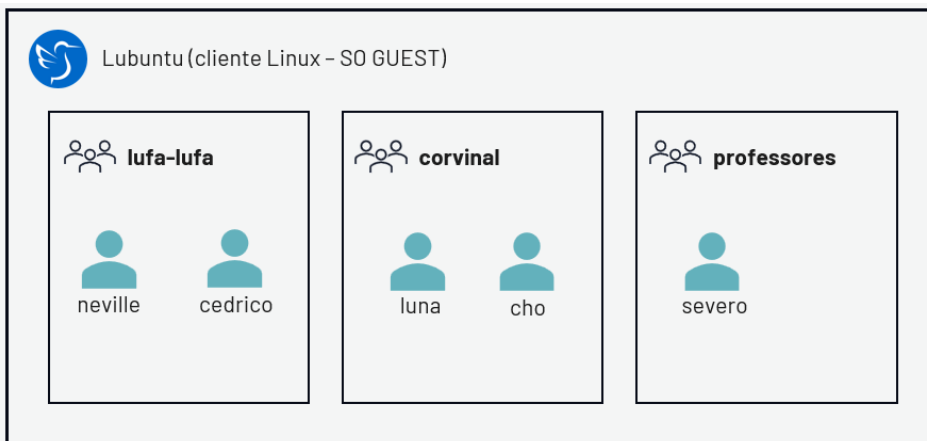 Lubuntu (cliente Linux – SO GUEST)
lufa-lufa
corvinal
professores
neville
cedrico
luna
cho
severo